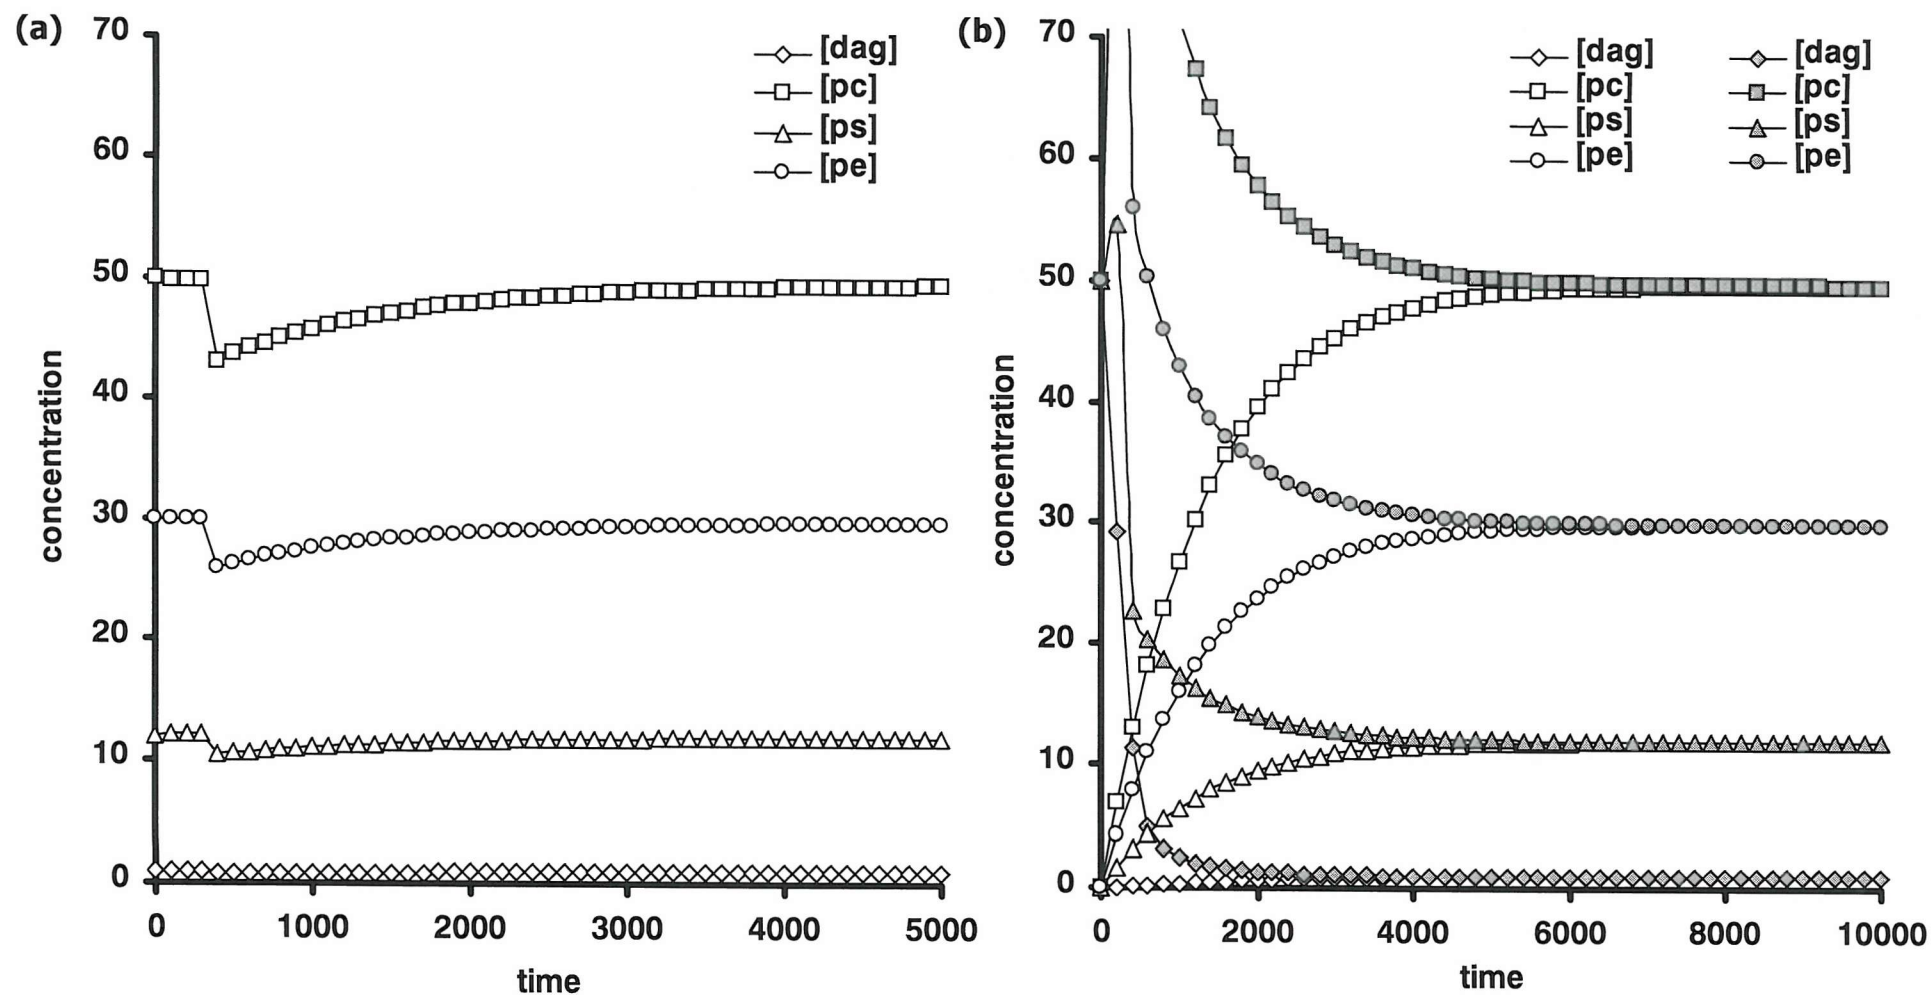 (a)
70
60
50
40
30
20
10
0
concentration
[dag]
[pc]
[ps]
[pe]
0 1000 2000 3000 4000 5000
time
(b)
70
60
50
40
30
20
10
0
concentration
[dag] [dag]
[pc] [pc]
[ps] [ps]
[pe] [pe]
0 2000 4000 6000 8000 10000
time